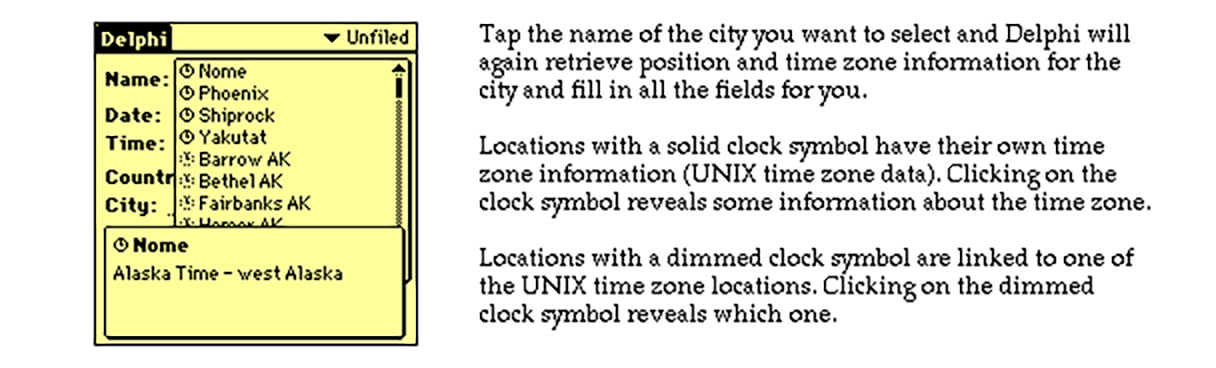 Delphi
Unfiled
Name:
Date:
Time:
Countr
City:
Nome
Phoenix
Shiprock
Yakutat
Barrow AK
Bethel AK
Fairbanks AK
Homer AK
Nome
Alaska Time - west Alaska
Tap the name of the city you want to select and Delphi will
again retrieve position and time zone information for the
city and fill in all the fields for you.
Locations with a solid clock symbol have their own time
zone information (UNIX time zone data). Clicking on the
clock symbol reveals some information about the time zone.
Locations with a dimmed clock symbol are linked to one of
the UNIX time zone locations. Clicking on the dimmed
clock symbol reveals which one.